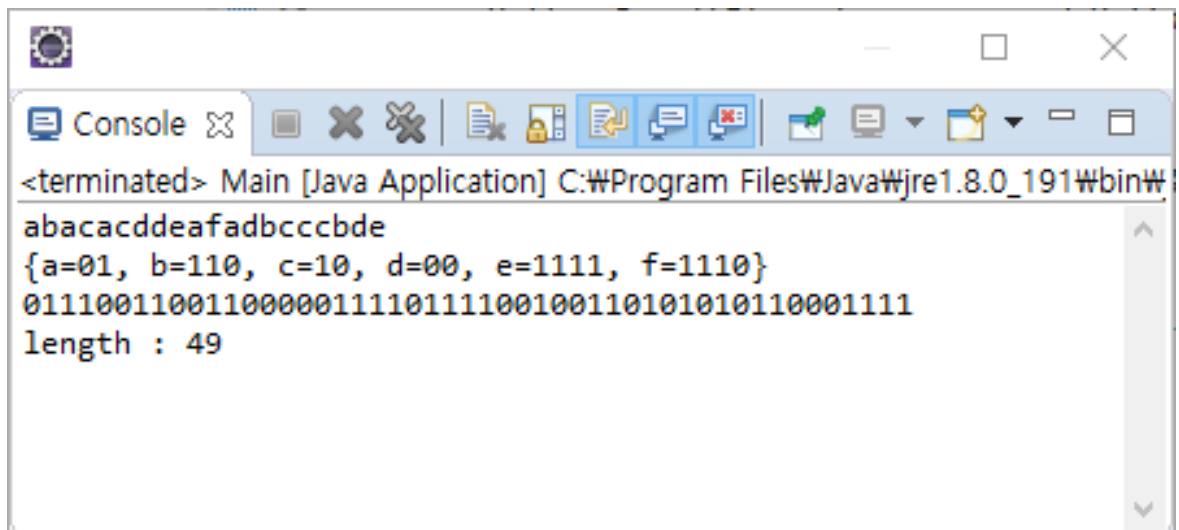 Console
<terminated> Main [Java Application] C:₩Program Files₩Java₩jre1.8.0_191₩bin₩
abacacddeafadbcccbde
{a=01, b=110, c=10, d=00, e=1111, f=1110}
0111001100110000011110111100100110101010110001111
length : 49